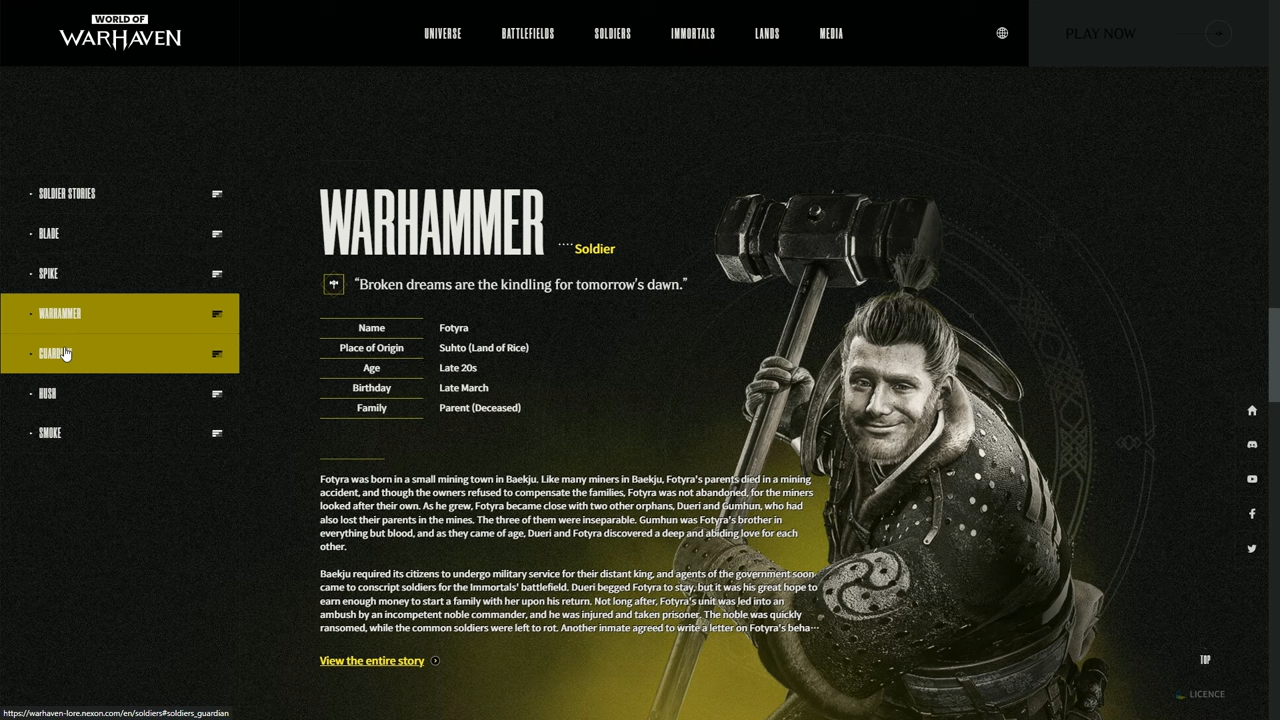 WORLD OF
WARHAVEN
UNIVERSE
BATTLEFIELDS
SOLDIERS
IMMORTALS
LANDS
MEDIA
PLAY NOW
SOLDIER STORIES
BLADE
SPIKE
WARHAMMER
HUSH
SMOKE
WARHAMMER
Soldier
“Broken dreams are the kindling for tomorrow’s dawn.”
Name Fotyra
Place of Origin Suhto (Land of Rice)
Age Late 20s
Birthday Late March
Family Parent (Deceased)
Fotyra was born in a small mining town in Baekju. Like many miners in Baekju, Fotyra's parents died in a mining
accident, and though the owners refused to compensate the families, Fotyra was not abandoned, for the miners
looked after their own. As he grew, Fotyra became close with two other orphans, Dueri and Gumhun, who had
also lost their parents in the mines. The three of them were inseparable. Gumhun was Fotyra's brother in
everything but blood, and as they came of age, Dueri and Fotyra discovered a deep and abiding love for each
other.
Baekju required its citizens to undergo military service for their distant king, and agents of the government soon
came to conscript soldiers for the Immortals' battlefield. Dueri begged Fotyra to stay, but it was his great hope to
earn enough money to start a family with her upon his return. Not long after, Fotyra's unit was led into an
ambush by an incompetent noble commander, and he was injured and taken prisoner. The noble was quickly
ransomed, while the common soldiers were left to rot. Another inmate agreed to write a letter on Fotyra's beha…
View the entire story
TOP
LICENCE
https://warhaven-lore.nexon.com/en/soldiers#soldiers_guardian